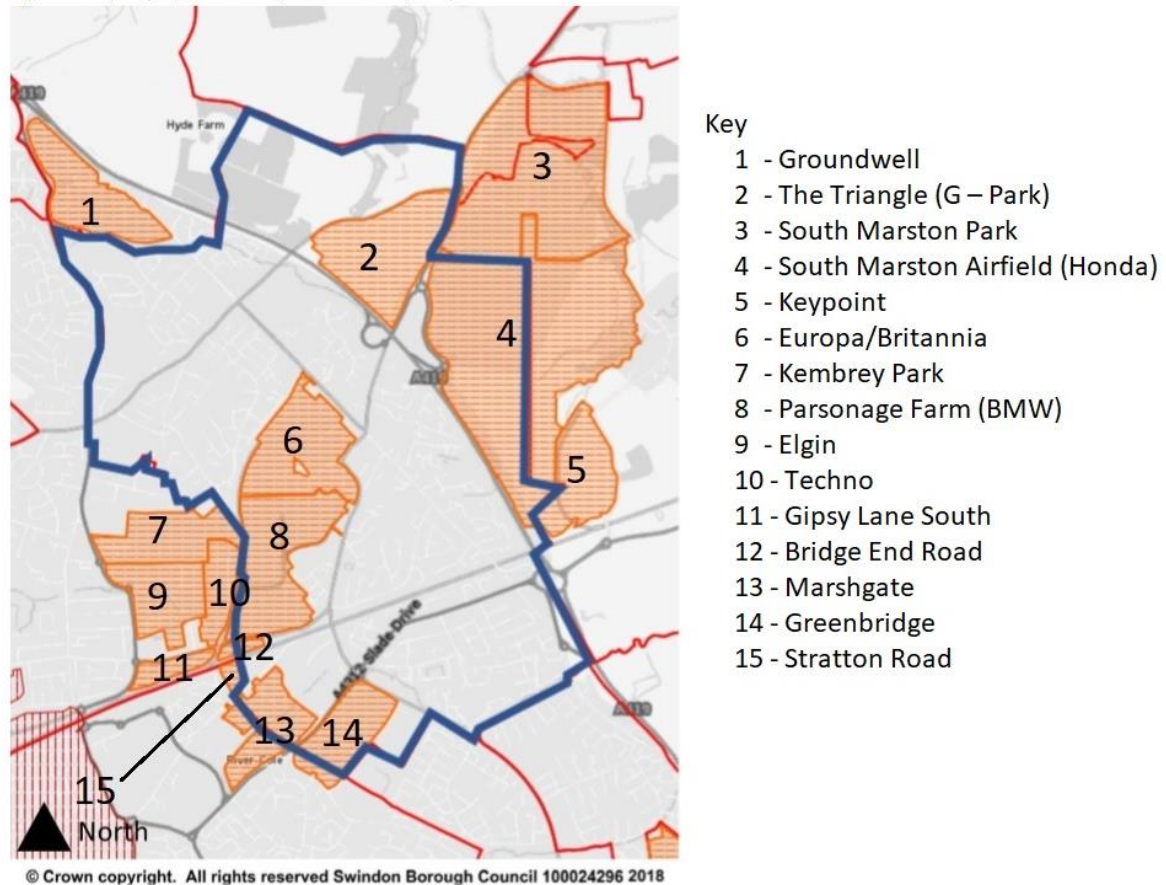 A419
Hyde Farm
1
2
3
4
5
6
7
8
9
10
11
12
13
14
15
A4312-Slade Drive
A419
River Cole
North
Key
1 - Groundwell
2 - The Triangle (G – Park)
3 - South Marston Park
4 - South Marston Airfield (Honda)
5 - Keypoint
6 - Europa/Britannia
7 - Kembrey Park
8 - Parsonage Farm (BMW)
9 - Elgin
10 - Techno
11 - Gipsy Lane South
12 - Bridge End Road
13 - Marshgate
14 - Greenbridge
15 - Stratton Road
© Crown copyright. All rights reserved Swindon Borough Council 100024296 2018